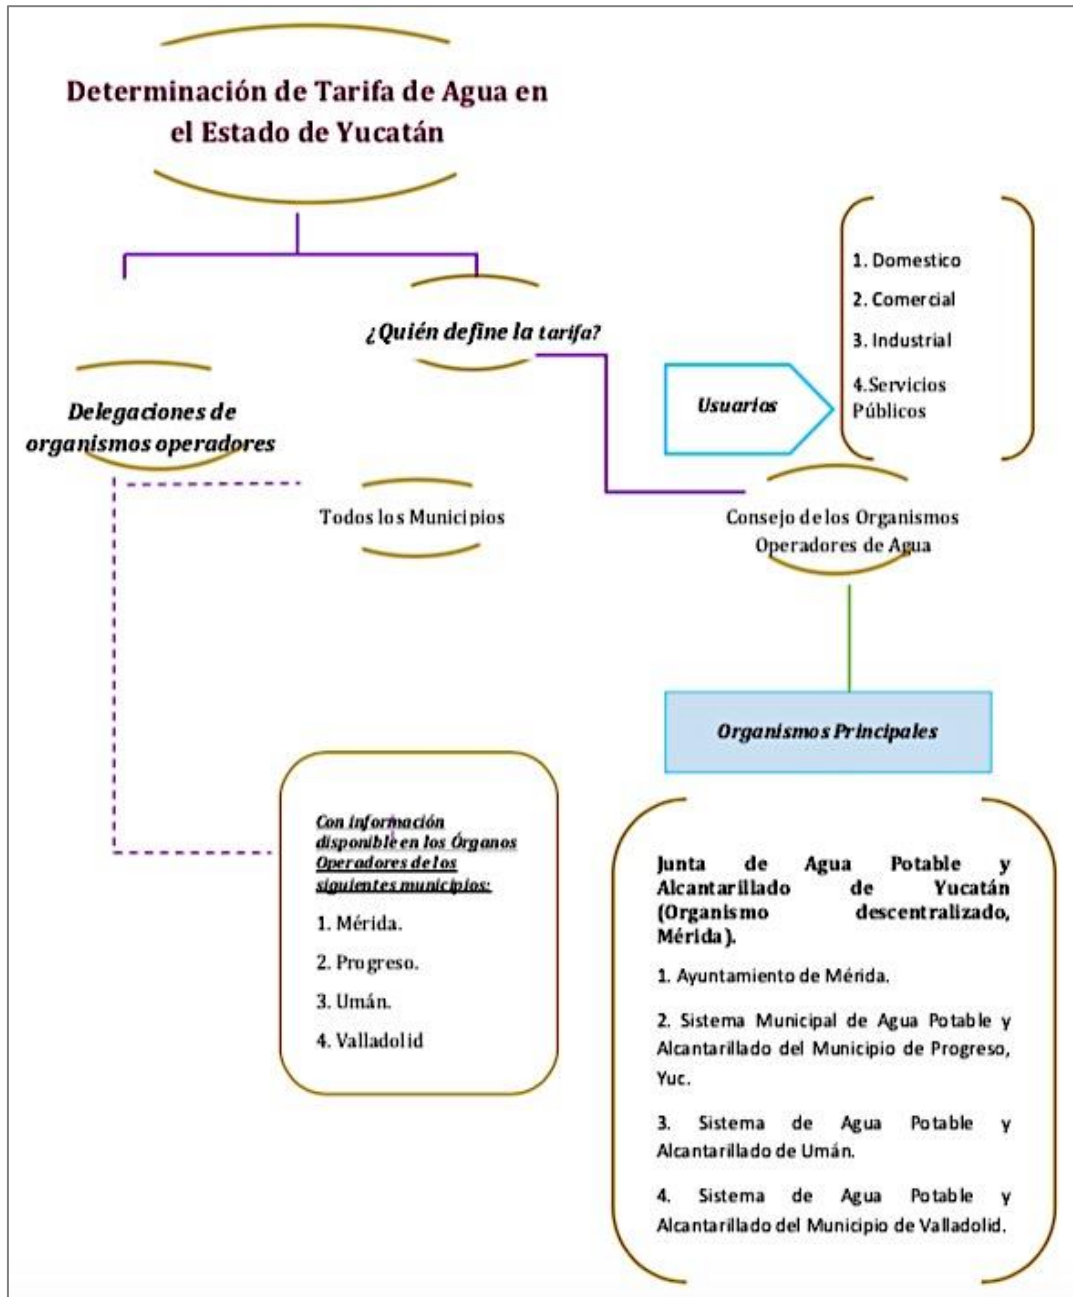 Determinación de Tarifa de Agua en
el Estado de Yucatán
¿Quién define la tarifa?
Delegaciones de
organismos operadores
Todos los Municipios
Usuarios
1. Domestico
2. Comercial
3. Industrial
4.Servicios
Públicos
Consejo de los Organismos
Operadores de Agua
Organismos Principales
Con información
disponible en los Órganos
Operadores de los
siguientes municipios:
1. Mérida.
2. Progreso.
3. Umán.
4. Valladolid
Junta de Agua Potable y
Alcantarillado de Yucatán
(Organismo descentralizado,
Mérida).
1. Ayuntamiento de Mérida.
2. Sistema Municipal de Agua Potable y
Alcantarillado del Municipio de Progreso,
Yuc.
3. Sistema de Agua Potable y
Alcantarillado de Umán.
4. Sistema de Agua Potable y
Alcantarillado del Municipio de Valladolid.